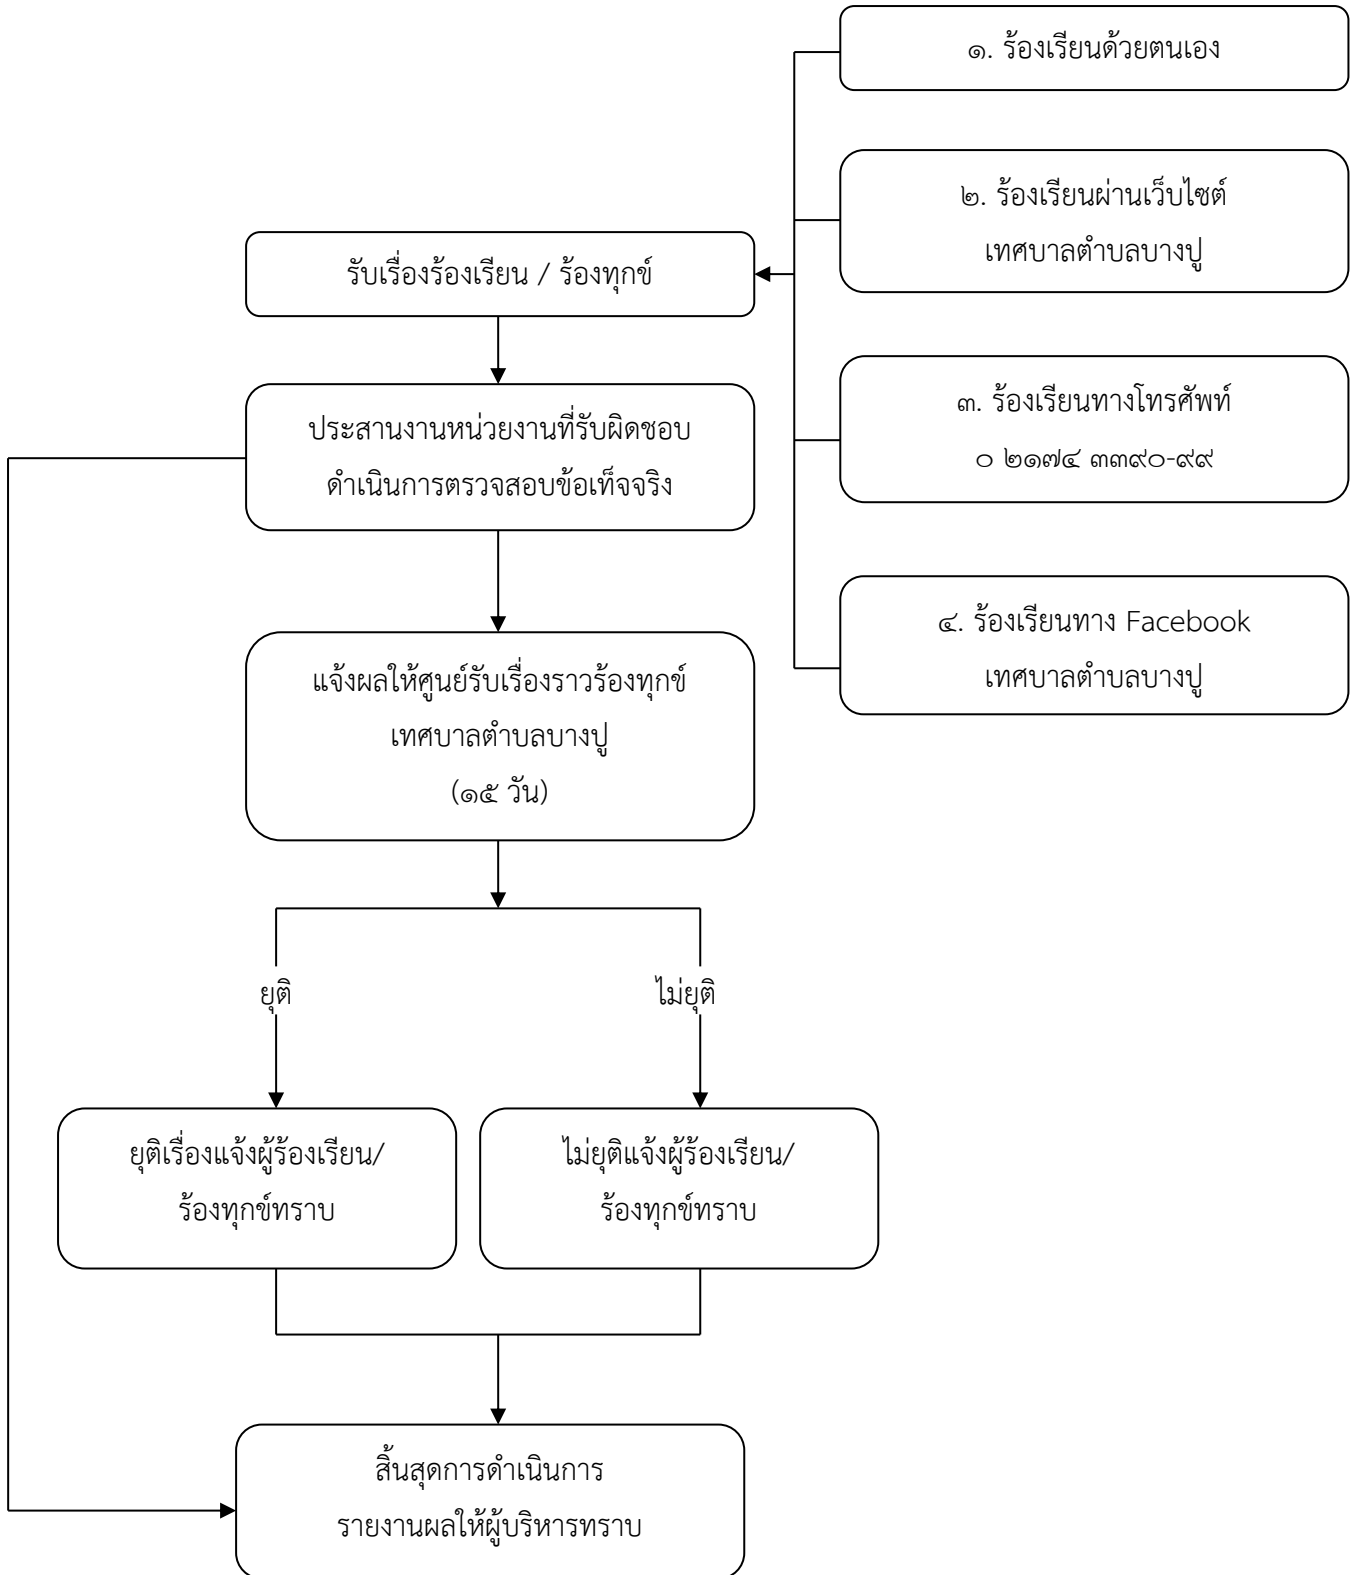 ๑. ร้องเรียนด้วยตนเอง
๒. ร้องเรียนผ่านเว็บไซต์
เทศบาลตำบลบางปู
รับเรื่องร้องเรียน / ร้องทุกข์
๓. ร้องเรียนทางโทรศัพท์
๐ ๒๑๗๔ ๓๓๙๐-๙๙
ประสานงานหน่วยงานที่รับผิดชอบ
ดำเนินการตรวจสอบข้อเท็จจริง
๔. ร้องเรียนทาง Facebook
เทศบาลตำบลบางปู
แจ้งผลให้ศูนย์รับเรื่องราวร้องทุกข์
เทศบาลตำบลบางปู
(๑๕ วัน)
ยุติ
ไม่ยุติ
ยุติเรื่องแจ้งผู้ร้องเรียน/
ร้องทุกข์ทราบ
ไม่ยุติแจ้งผู้ร้องเรียน/
ร้องทุกข์ทราบ
สิ้นสุดการดำเนินการ
รายงานผลให้ผู้บริหารทราบ